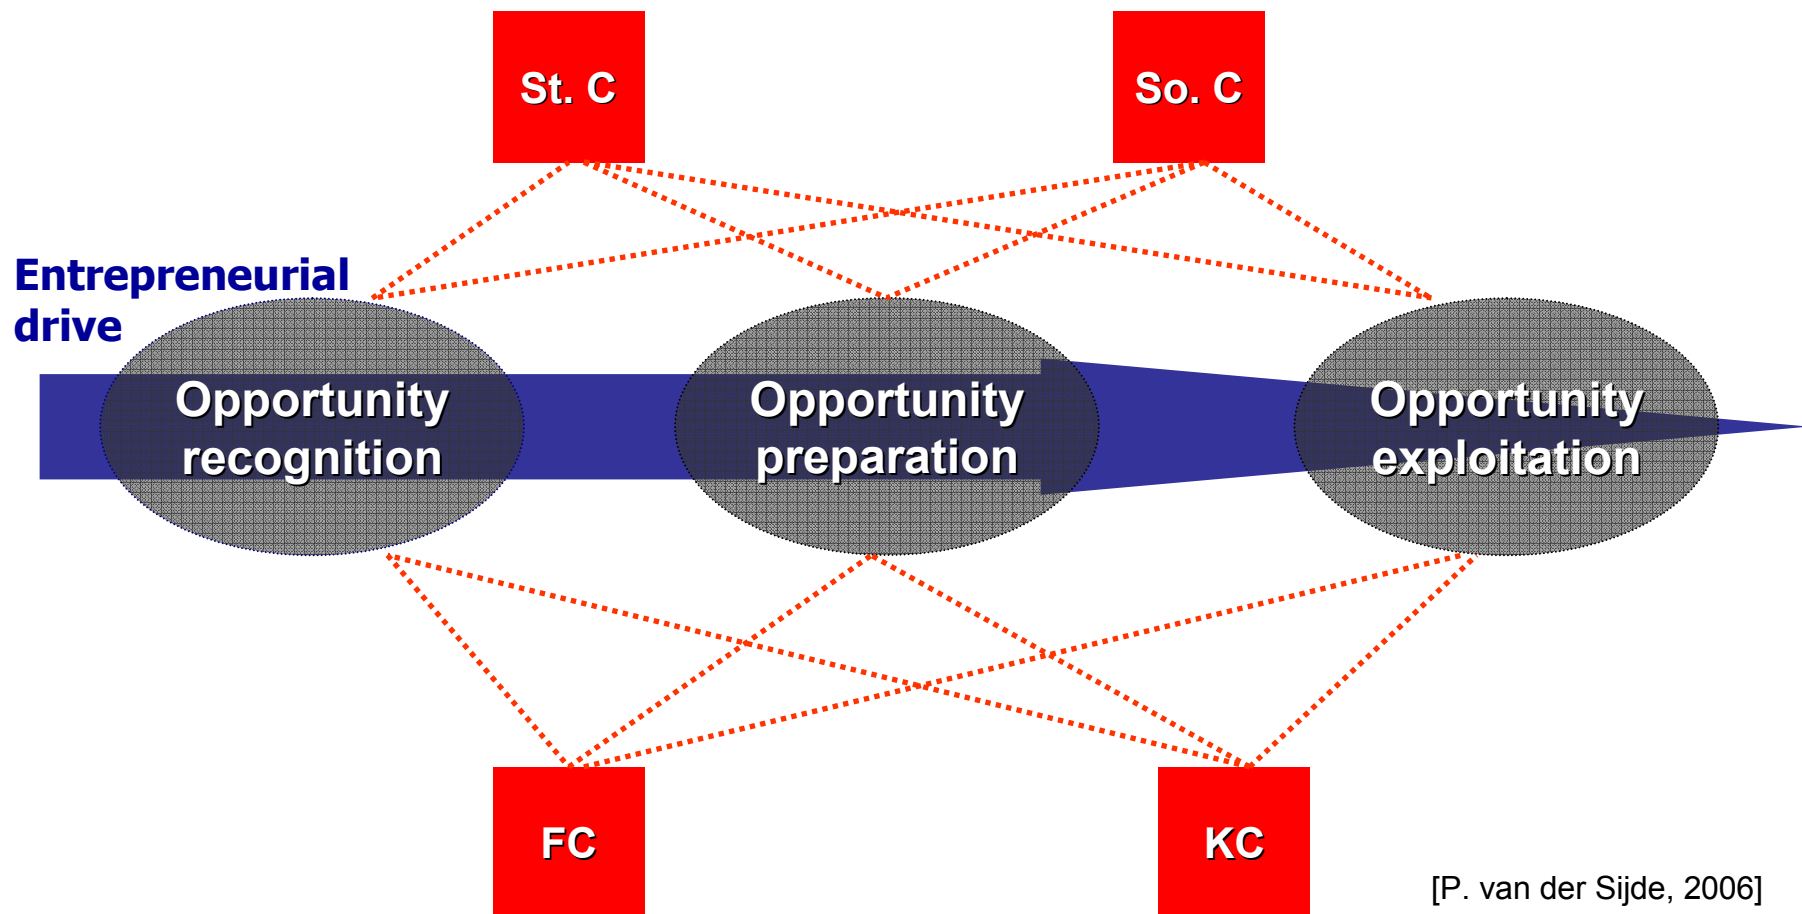 St. C
So. C
Entrepreneurial
drive
Opportunity
recognition
Opportunity
preparation
Opportunity
exploitation
FC
KC
[P. van der Sijde, 2006]